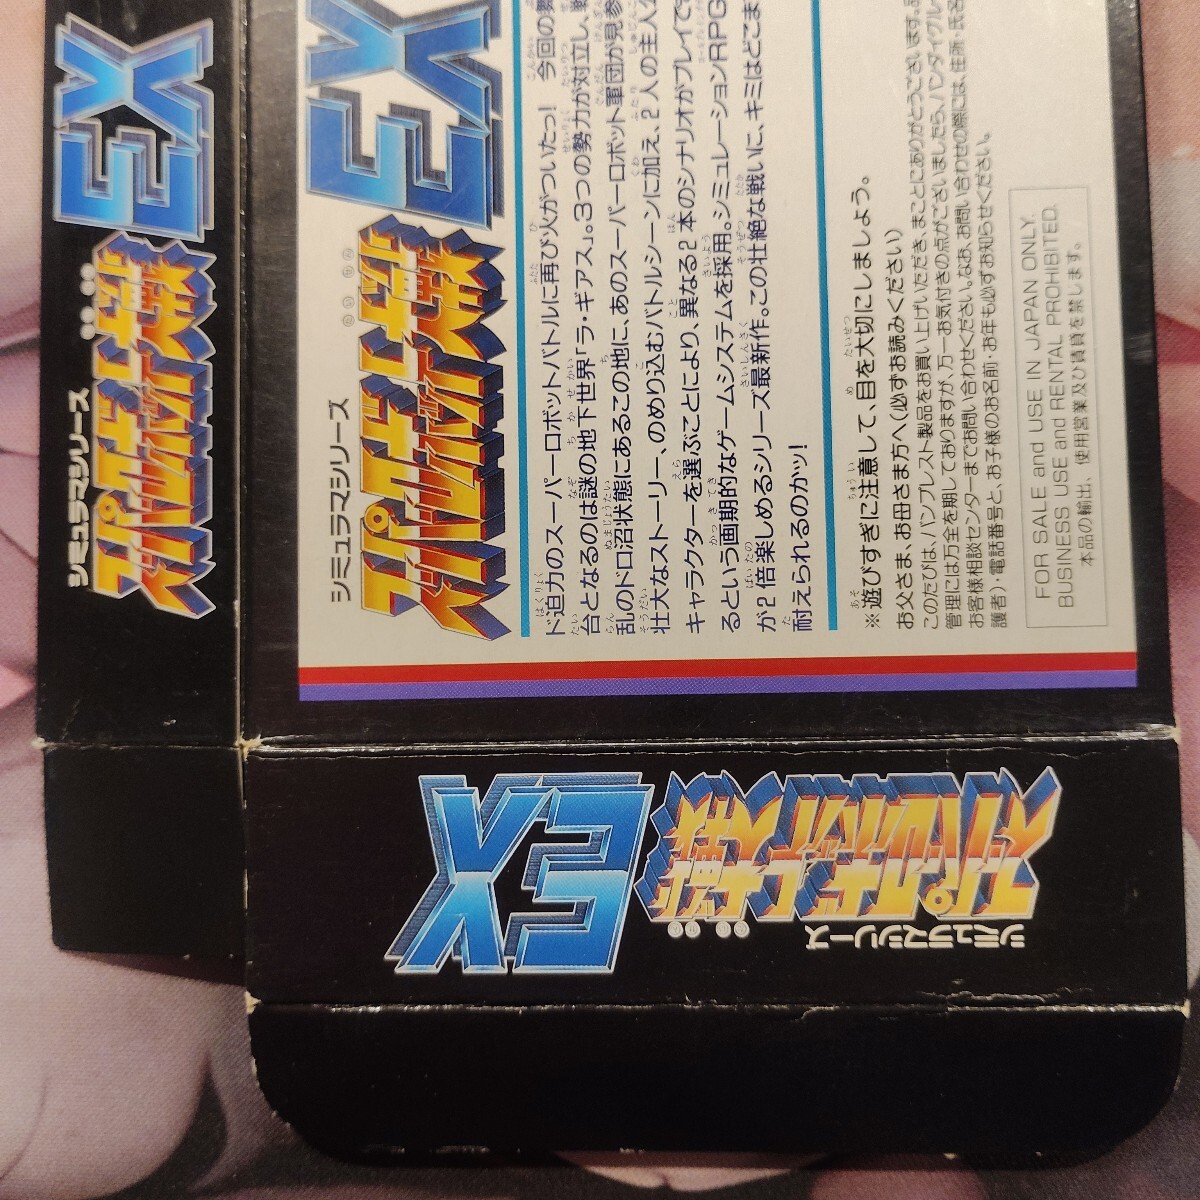 シミュラマシリーズ
スーパーロボット大戦EX
シミュラマシリーズ
スーパーロボット大戦EX
ド迫力のスーパーロボットバトルに再び火がついたっ! 今回の舞
台となるのは謎の地下世界「ラ・ギアス」。3つの勢力が対立し、戦
乱のドロ沼状態にあるこの地に、あのスーパーロボット軍団が見参
壮大なストーリー、のめり込むバトルシーンに加え、2人の主人公
キャラクターを選ぶことにより、異なる2本のシナリオがプレイで
るという画期的なゲームシステムを採用。シミュレーションRPG
が2倍楽しめるシリーズ最新作。この壮絶な戦いに、キミはどこま
耐えられるのかッ!
※遊びすぎに注意して、目を大切にしましょう。
お父さま、お母さま方へ(必ずお読みください)
このたびは、バンプレスト製品をお買い上げいただき、まことにありがとうございます。
管理には万全を期しておりますが、万一お気付きの点がございましたら、バンダイグルー
お客様相談センターまでお問い合わせください。なお、お問い合わせの際には、住所・氏名
護者)・電話番号と、お子様のお名前・お年も必ずお知らせください。
FOR SALE and USE IN JAPAN ONLY.
BUSINESS USE and RENTAL PROHIBITED.
本品の輸出、使用営業及び賃貸を禁じます。
シミュラマシリーズ
スーパーロボット大戦EX